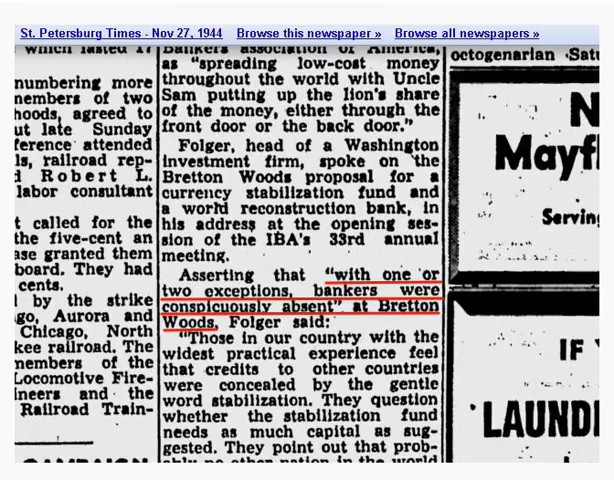 St. Petersburg Times - Nov 27, 1944 Browse this newspaper » Browse all newspapers »
which lasted 17
numbering more
members of two
hoods, agreed to
ut late Sunday
ference attended
ls, railroad rep-
d Robert L.
labor consultant
t called for the
the five-cent an
ase granted them
board. They had
cents.
l by the strike
ago, Aurora and
Chicago, North
kee railroad. The
members of the
Locomotive Fire-
ineers and the
Railroad Train-
CAMPAIGN
Bankers association of America,
as "spreading low-cost money
throughout the world with Uncle
Sam putting up the lion's share
of the money, either through the
front door or the back door."
Folger, head of a Washington
investment firm, spoke on the
Bretton Woods proposal for a
currency stabilization fund and
a world reconstruction bank, in
his address at the opening ses-
sion of the IBA's 33rd annual
meeting.
Asserting that "with one or
two exceptions, bankers were
conspicuously absent" at Bretton
Woods, Folger said:
"Those in our country with the
widest practical experience feel
that credits to other countries
were concealed by the gentle
word stabilization. They question
whether the stabilization fund
needs as much capital as sug-
gested. They point out that prob-
ably no other nation in the world
octogenarian Satu
N
Mayfl
Serving
IF Y
LAUND